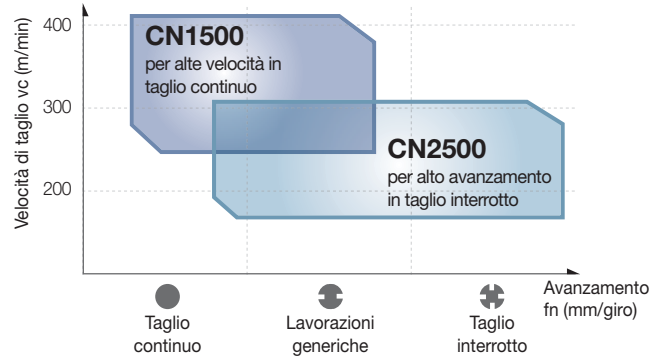 Velocità di taglio vc (m/min)
400
300
200
CN1500
per alte velocità in
taglio continuo
CN2500
per alto avanzamento
in taglio interrotto
Taglio
continuo
Lavorazioni
generiche
Taglio
interrotto
Avanzamento
fn (mm/giro)